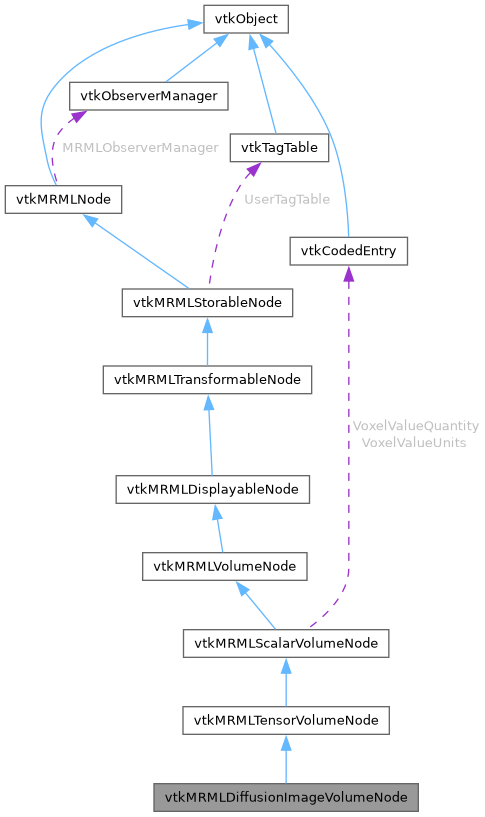 vtkObject
vtkObserverManager
vtkTagTable
MRMLObserverManager
vtkMRMLNode
UserTagTable
vtkCodedEntry
vtkMRMLStorableNode
vtkMRMLTransformableNode
VoxelValueQuantity
VoxelValueUnits
vtkMRMLDisplayableNode
vtkMRMLVolumeNode
vtkMRMLScalarVolumeNode
vtkMRMLTensorVolumeNode
vtkMRMLDiffusionImageVolumeNode